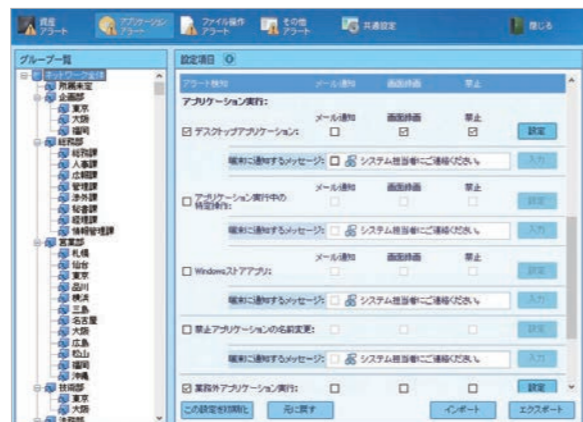 資産
アラート
アプリケーション
アラート
ファイル操作
アラート
その他
アラート
共通設定
閉じる
グループ一覧
ネットワーク全体
所属未定
企画部
東京
大阪
福岡
総務部
総務課
人事課
広報課
管理課
渉外課
秘書課
経理課
情報管理課
営業部
札幌
仙台
東京
品川
横浜
三島
名古屋
大阪
広島
松山
福岡
沖縄
技術部
東京
大阪
法務部
設定項目
アラート検知 メール通知 画面録画 禁止
アプリケーション実行:
メール通知 画面録画 禁止
デスクトップアプリケーション: 設定
端末に通知するメッセージ: システム担当者にご連絡ください。 入力
メール通知 画面録画 禁止
アプリケーション実行中の
特定操作: 設定
端末に通知するメッセージ: システム担当者にご連絡ください。 入力
メール通知 画面録画 禁止
Windowsストアアプリ: 設定
端末に通知するメッセージ: システム担当者にご連絡ください。 入力
禁止アプリケーションの名前変更: 設定
端末に通知するメッセージ: システム担当者にご連絡ください。 入力
業務外アプリケーション実行: 設定
この設定を初期化 元に戻す インポート エクスポート